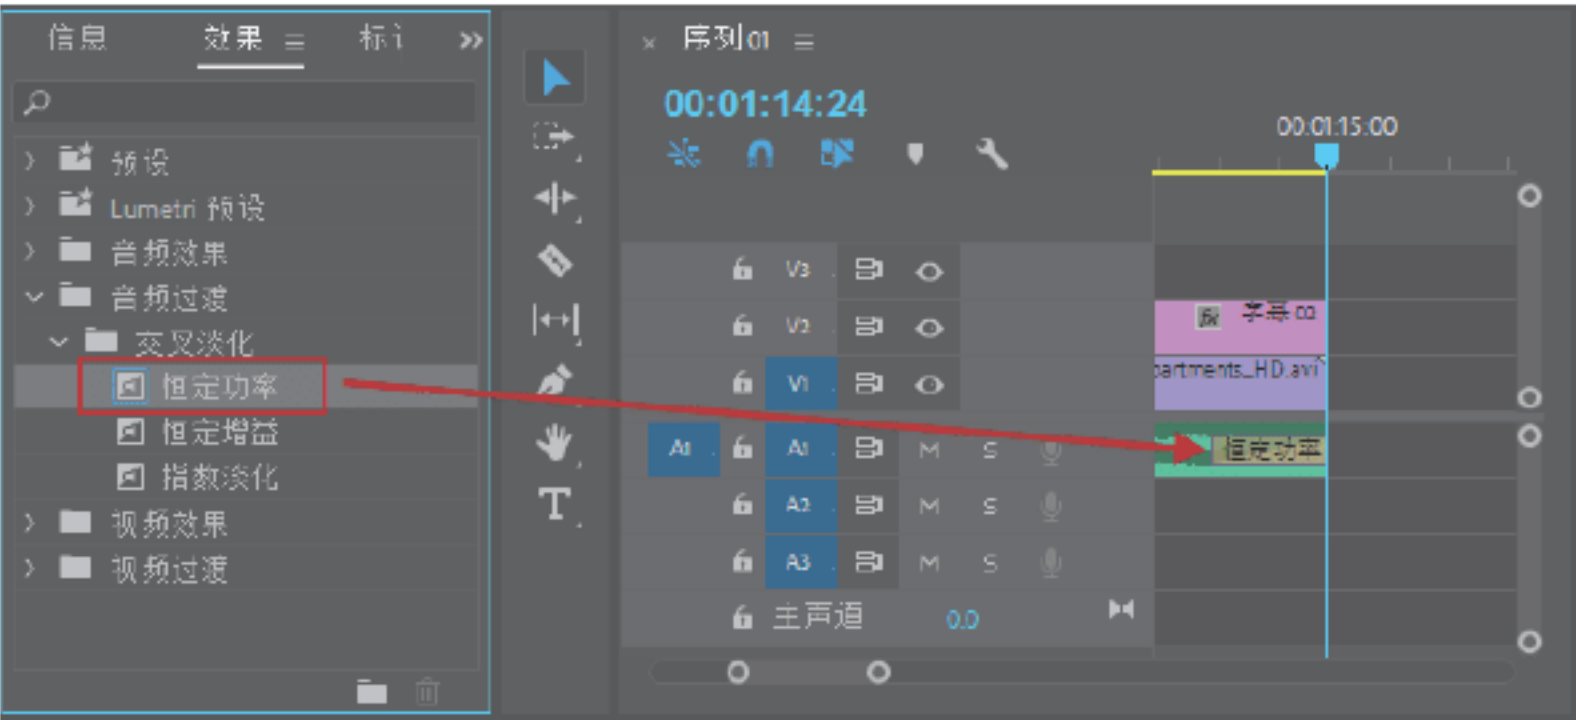 信息 效果 标
预设
Lumetri 预设
音频效果
音频过渡
交叉淡化
恒定功率
恒定增益
指数淡化
视频效果
视频过渡
T
× 序列01
00:01:14:24
00:01:15:00
V3
V2
fx 字幕02
V1
partments_HD.avi
A1 A1 M S
恒定功率
A2 M S
A3 M S
主声道 0.0